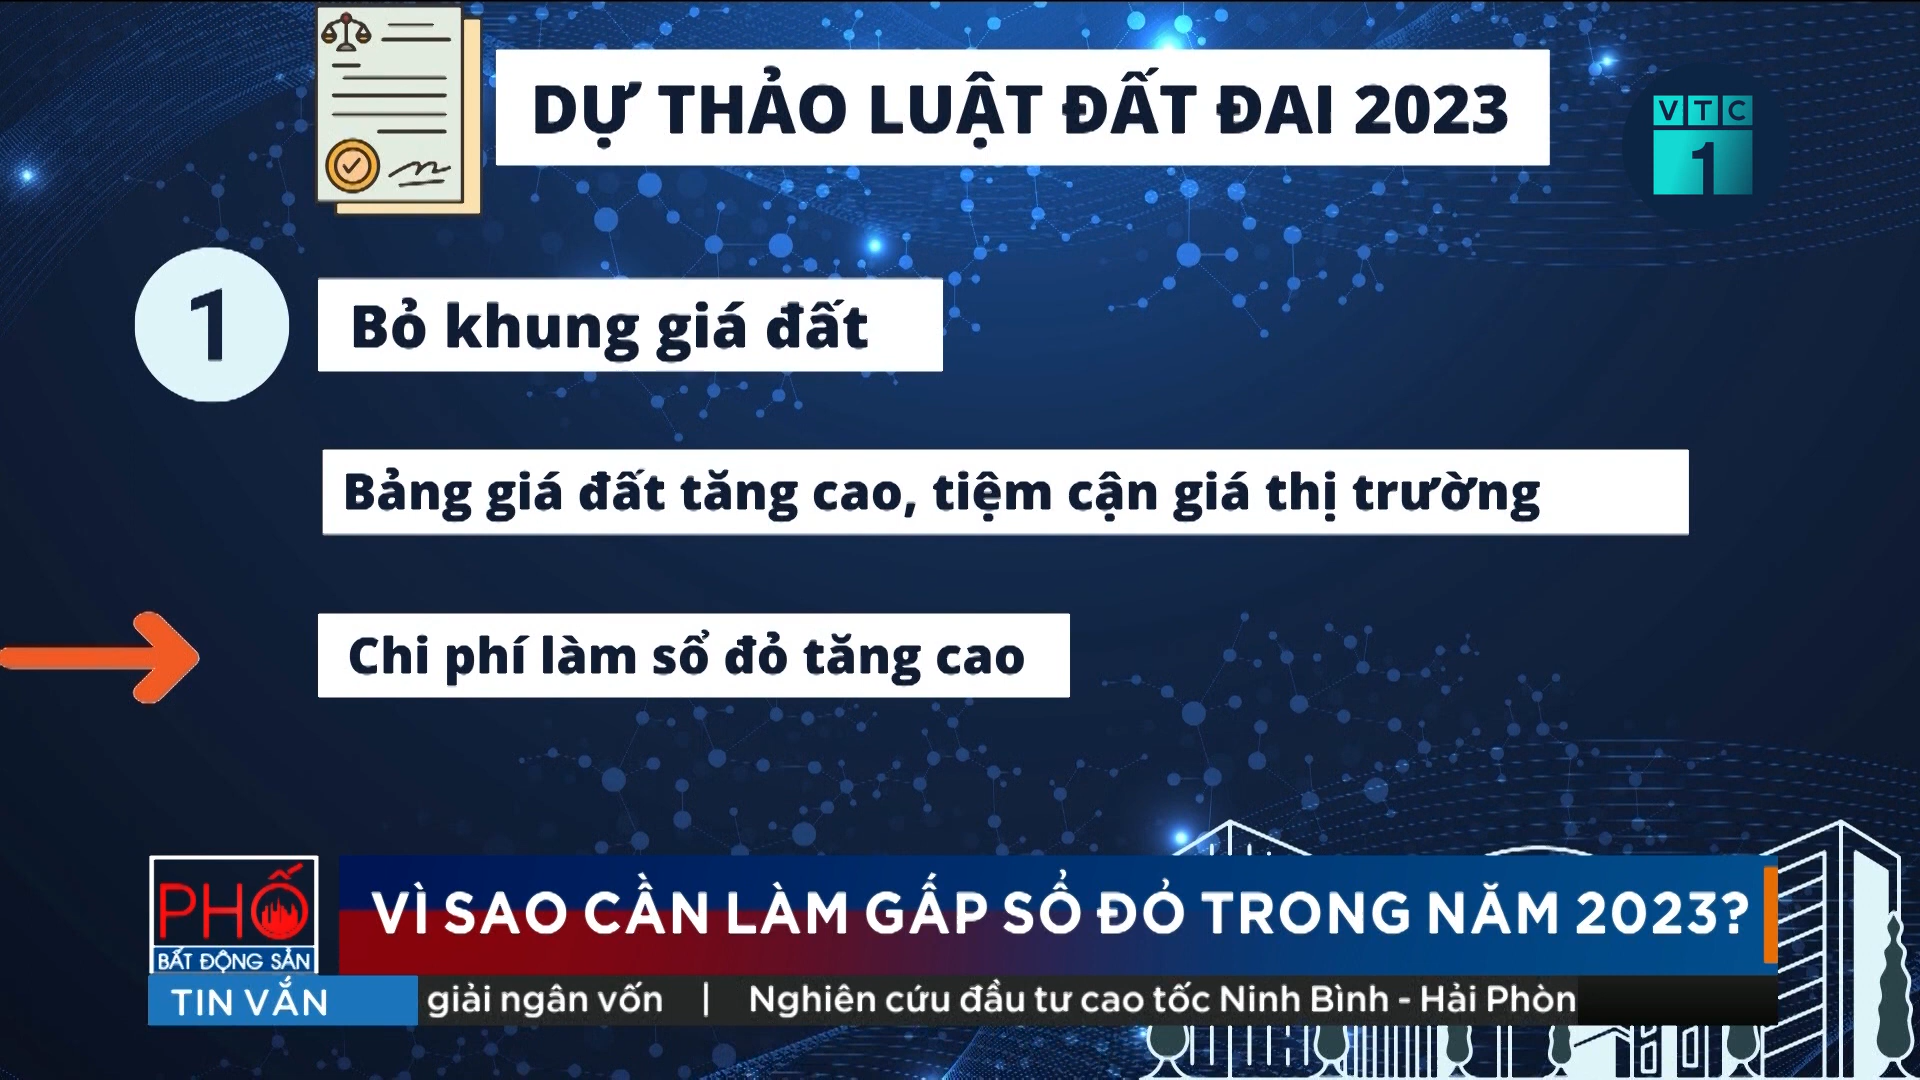 DỰ THẢO LUẬT ĐẤT ĐAI 2023
VTC
1
1
Bỏ khung giá đất
Bảng giá đất tăng cao, tiệm cận giá thị trường
Chi phí làm sổ đỏ tăng cao
PHỐ
BẤT ĐỘNG SẢN
VÌ SAO CẦN LÀM GẤP SỔ ĐỎ TRONG NĂM 2023?
TIN VẮN
giải ngân vốn | Nghiên cứu đầu tư cao tốc Ninh Bình - Hải Phòn